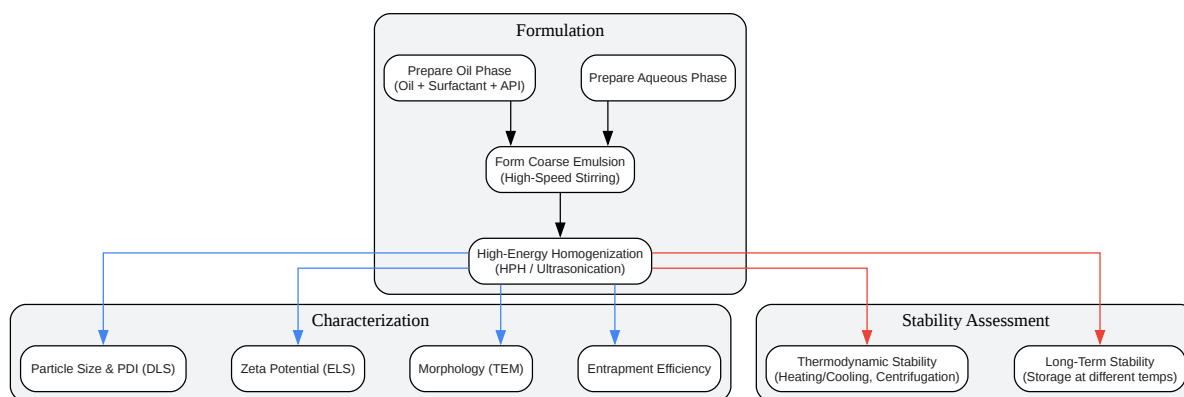 Formulation
Prepare Oil Phase
(Oil + Surfactant + API)
Prepare Aqueous Phase
Form Coarse Emulsion
(High-Speed Stirring)
High-Energy Homogenization
(HPH / Ultrasonication)
Characterization
Particle Size & PDI (DLS)
Zeta Potential (ELS)
Morphology (TEM)
Entrapment Efficiency
Stability Assessment
Thermodynamic Stability
(Heating/Cooling, Centrifugation)
Long-Term Stability
(Storage at different temps)